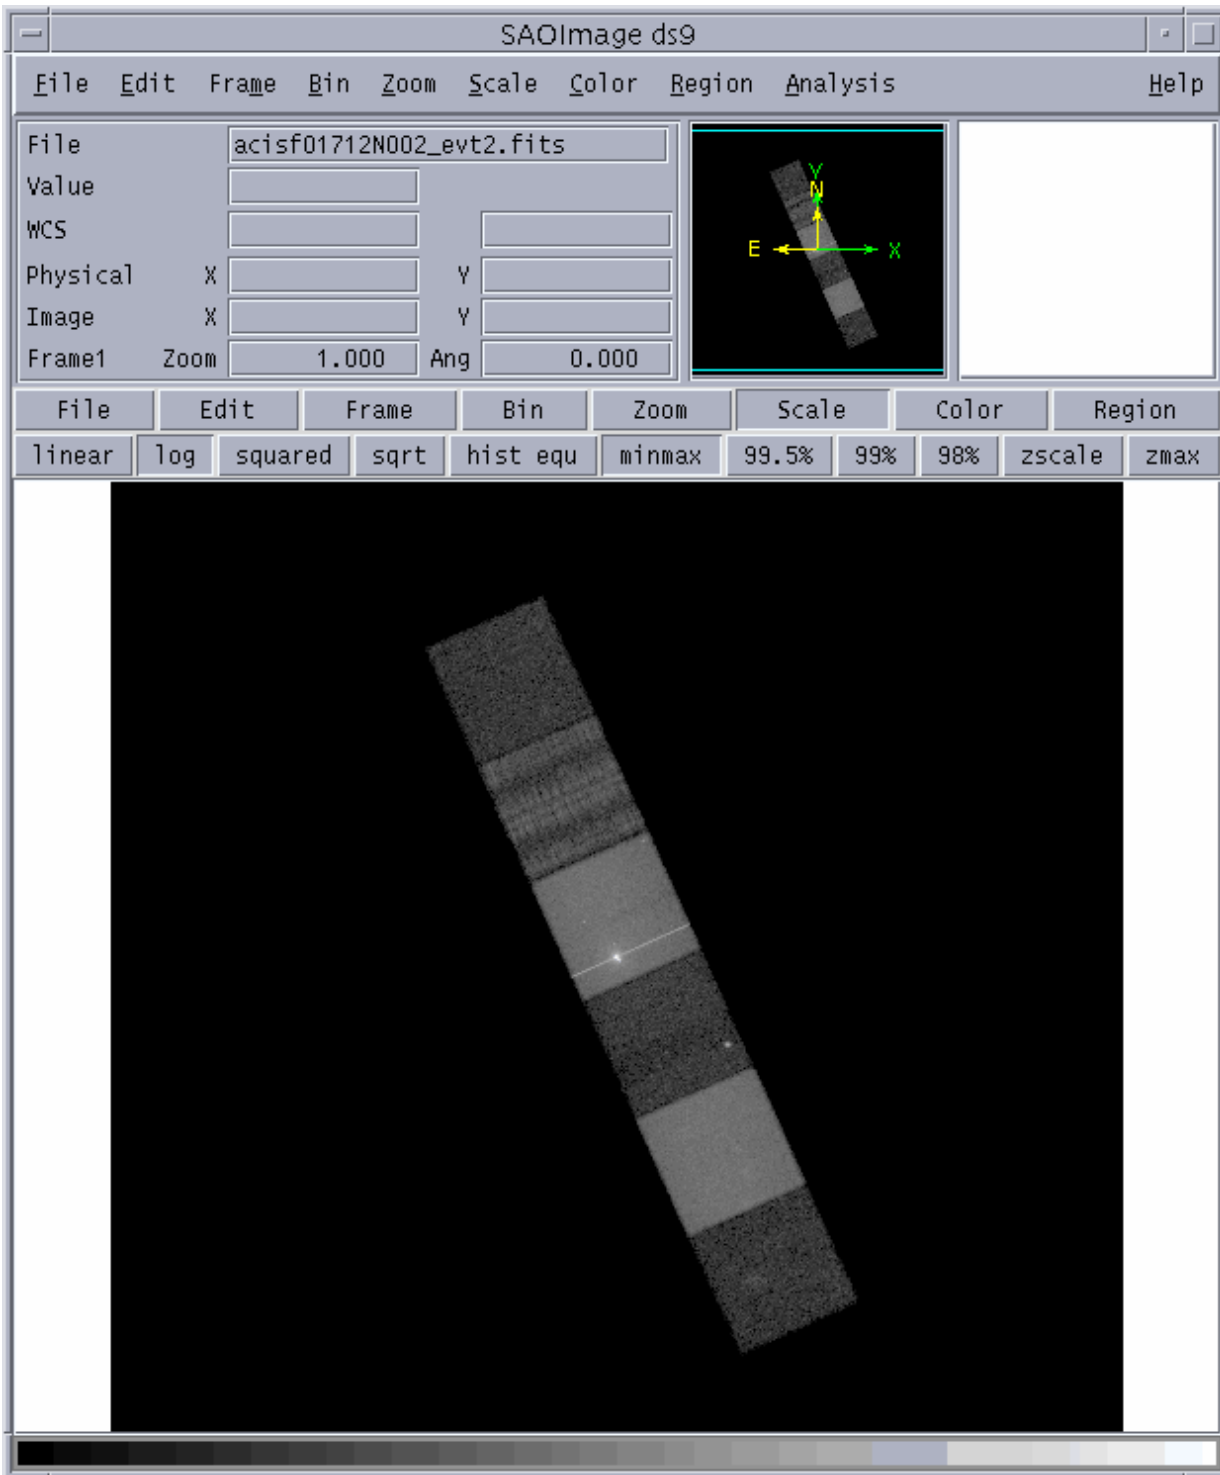 SAOImage ds9
File Edit Frame Bin Zoom Scale Color Region Analysis Help
File acisf01712N002_evt2.fits
Value
WCS
Physical X Y
Image X Y
Frame1 Zoom 1.000 Ang 0.000
Y
N
E X
File Edit Frame Bin Zoom Scale Color Region
linear log squared sqrt hist equ minmax 99.5% 99% 98% zscale zmax